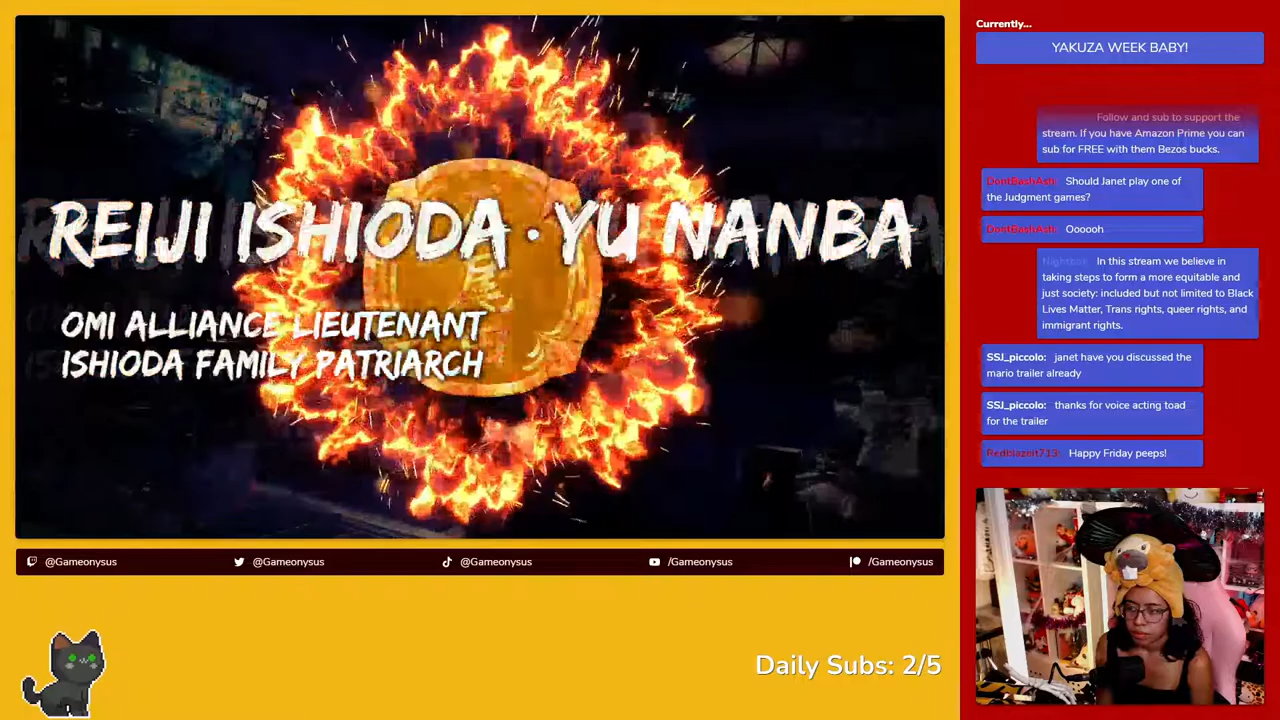 REIJI ISHIODA · YU NANBA
OMI ALLIANCE LIEUTENANT
ISHIODA FAMILY PATRIARCH
@Gameonysus
@Gameonysus
@Gameonysus
/Gameonysus
/Gameonysus
Daily Subs: 2/5
Currently...
YAKUZA WEEK BABY!
Follow and sub to support the
stream. If you have Amazon Prime you can
sub for FREE with them Bezos bucks.
DontBashAsh: Should Janet play one of
the Judgment games?
DontBashAsh: Oooooh
Nightbot: In this stream we believe in
taking steps to form a more equitable and
just society: included but not limited to Black
Lives Matter, Trans rights, queer rights, and
immigrant rights.
SSJ_piccolo: janet have you discussed the
mario trailer already
SSJ_piccolo: thanks for voice acting toad
for the trailer
Redblazeit713: Happy Friday peeps!